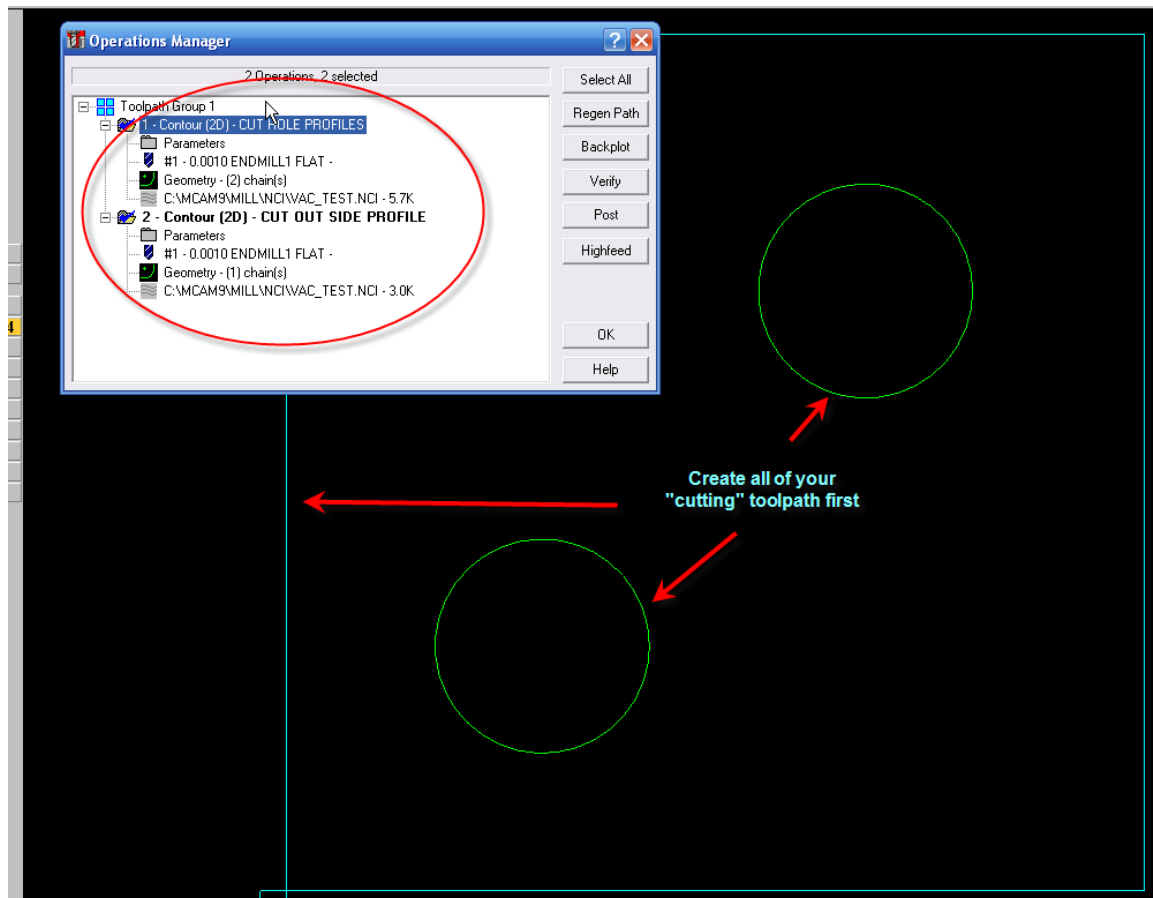 Operations Manager
2 Operations, 2 selected
Select All
Toolpath Group 1
1 - Contour (2D) - CUT HOLE PROFILES
Regen Path
Parameters
Backplot
#1 - 0.0010 ENDMILL1 FLAT -
Geometry - (2) chain(s)
Verify
C:\MCAM9\MILL\NCI\VAC_TEST.NCI - 5.7K
2 - Contour (2D) - CUT OUT SIDE PROFILE
Post
Parameters
#1 - 0.0010 ENDMILL1 FLAT -
Highfeed
Geometry - (1) chain(s)
C:\MCAM9\MILL\NCI\VAC_TEST.NCI - 3.0K
4
OK
Help
Create all of your
"cutting" toolpath first